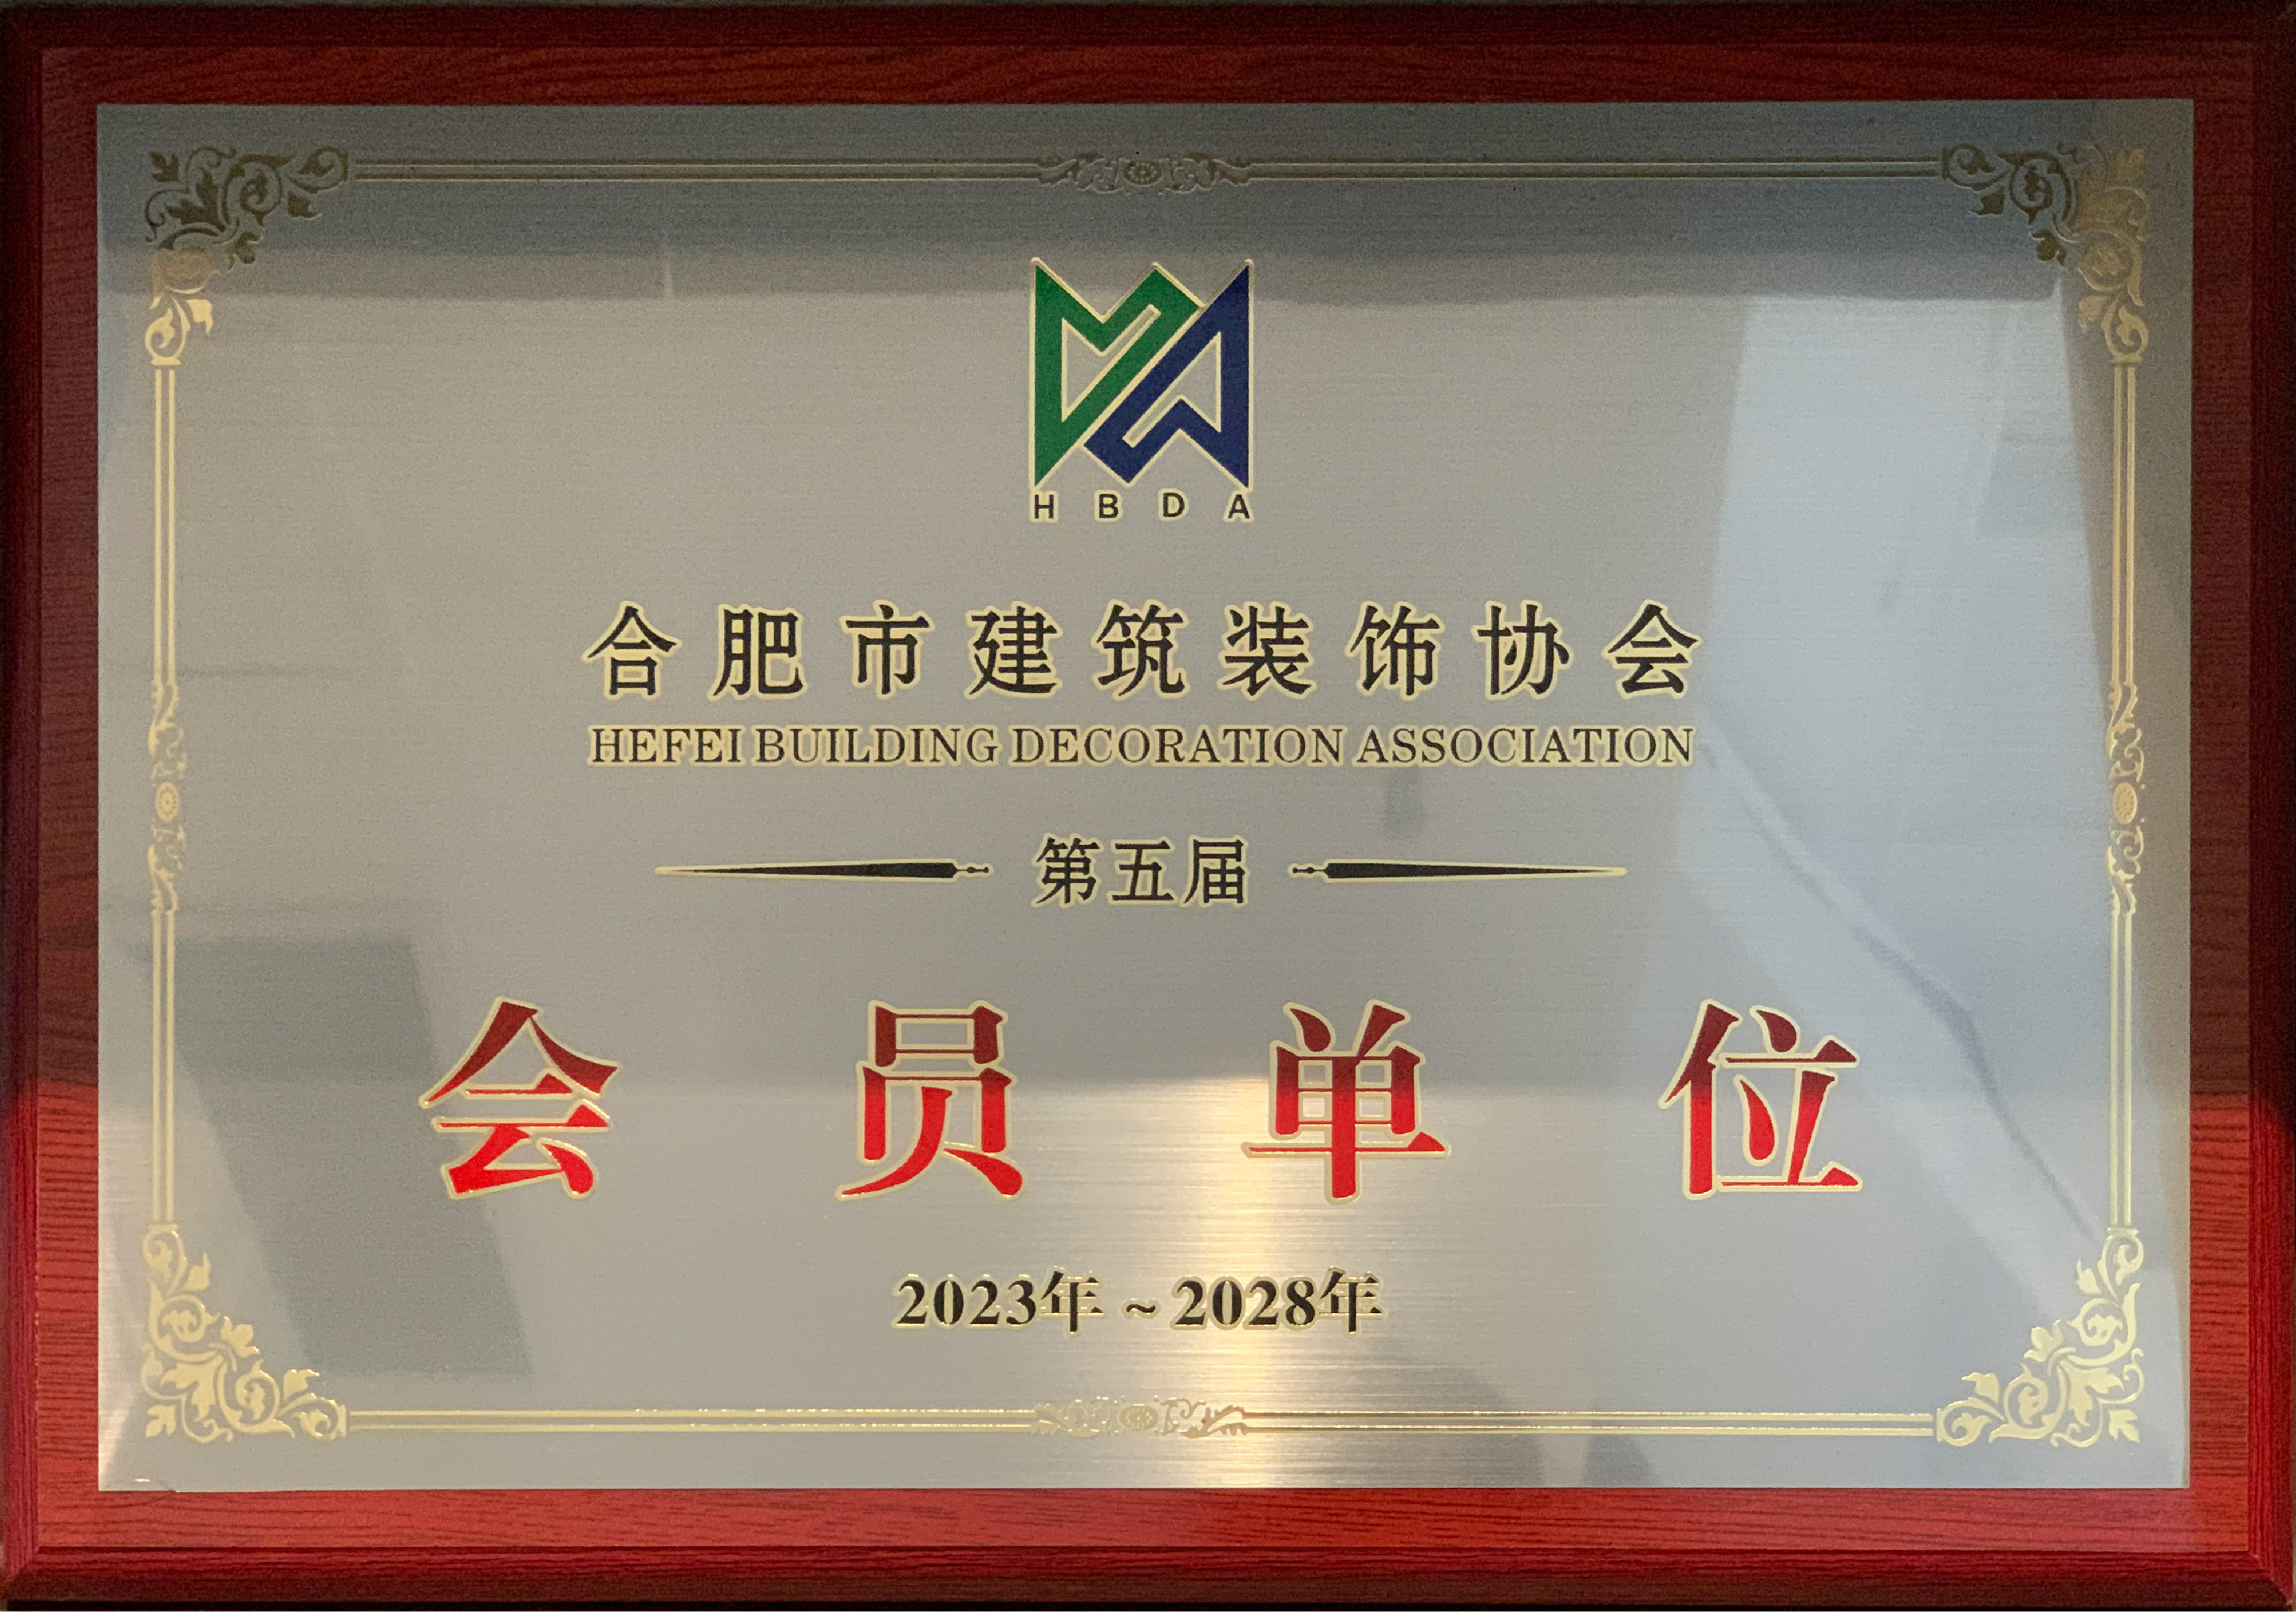 HBDA
合肥市建筑装饰协会
HEFEI BUILDING DECORATION ASSOCIATION
第五届
会员单位
2023年~2028年